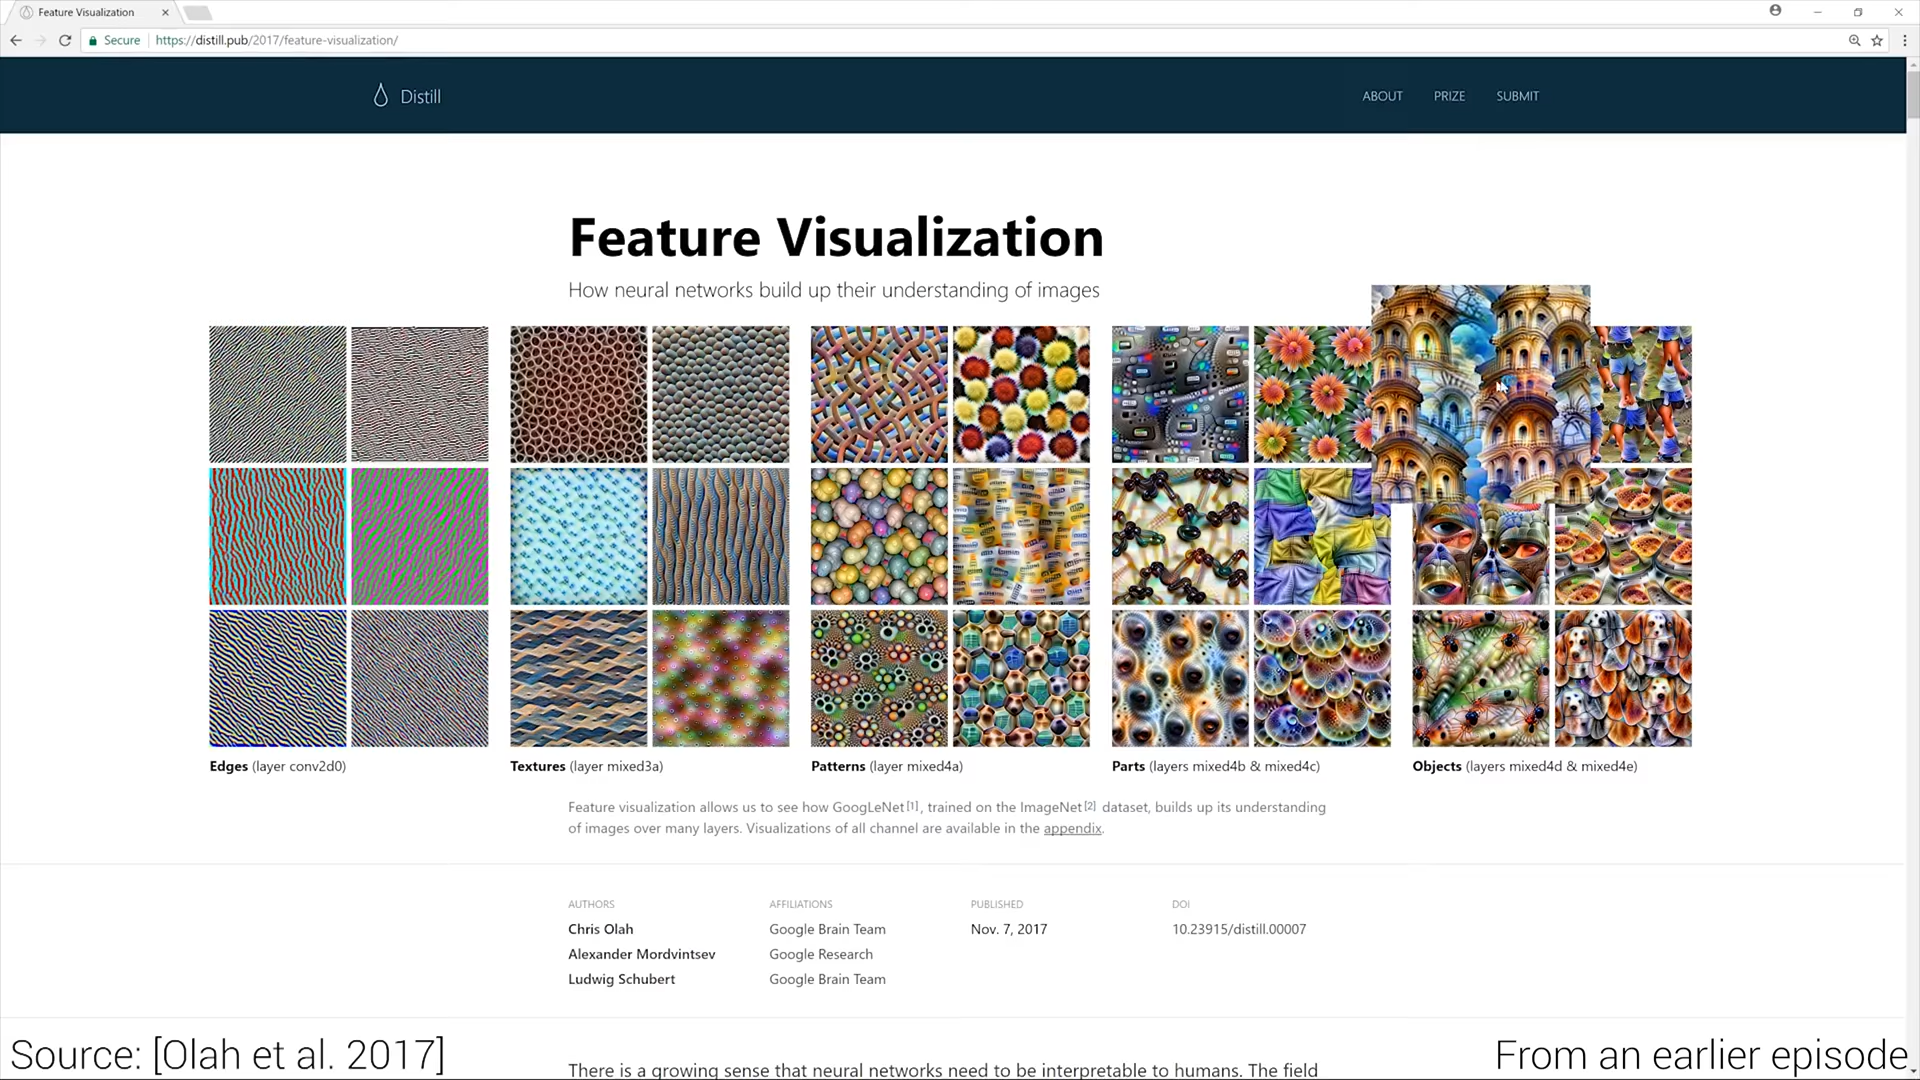 Feature Visualization
Secure https://distill.pub/2017/feature-visualization/
Distill
ABOUT PRIZE SUBMIT
Feature Visualization
How neural networks build up their understanding of images
Edges (layer conv2d0) Textures (layer mixed3a) Patterns (layer mixed4a) Parts (layers mixed4b & mixed4c) Objects (layers mixed4d & mixed4e)
Feature visualization allows us to see how GoogLeNet[1], trained on the ImageNet[2] dataset, builds up its understanding
of images over many layers. Visualizations of all channel are available in the appendix.
AUTHORS AFFILIATIONS PUBLISHED DOI
Chris Olah Google Brain Team Nov. 7, 2017 10.23915/distill.00007
Alexander Mordvintsev Google Research
Ludwig Schubert Google Brain Team
Source: [Olah et al. 2017] From an earlier episode
There is a growing sense that neural networks need to be interpretable to humans. The field